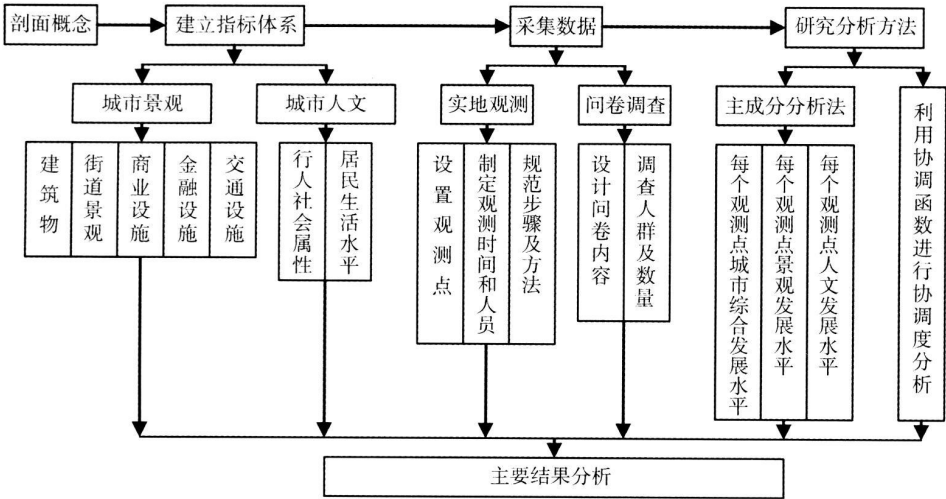 剖面概念
建立指标体系
采集数据
研究分析方法
城市景观
城市人文
实地观测
问卷调查
主成分分析法
利用协调函数进行协调度分析
建筑物
街道景观
商业设施
金融设施
交通设施
行人社会属性
居民生活水平
设置观测点
制定观测时间和人员
规范步骤及方法
设计问卷内容
调查人群及数量
每个观测点城市综合发展水平
每个观测点景观发展水平
每个观测点人文发展水平
主要结果分析